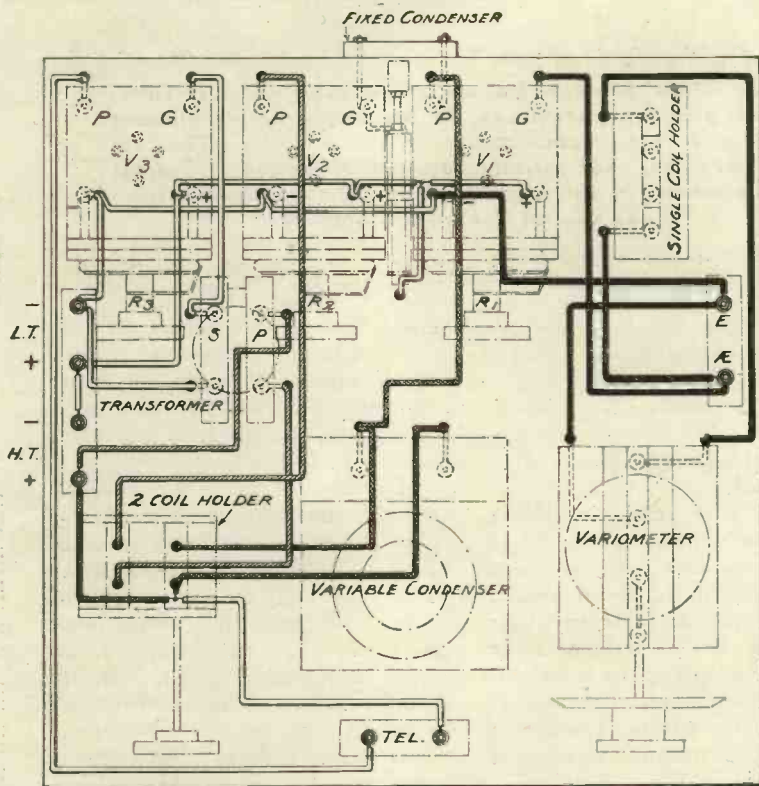 FIXED CONDENSER
P
G
P
G
P
G
V3
V2
V1
SINGLE COIL HOLDER
+
-
+
-
+
-
L.T.
+
-
H.T.
+
R3
R2
R1
S
P
E
Æ
TRANSFORMER
2 COIL HOLDER
VARIABLE CONDENSER
VARIOMETER
TEL.